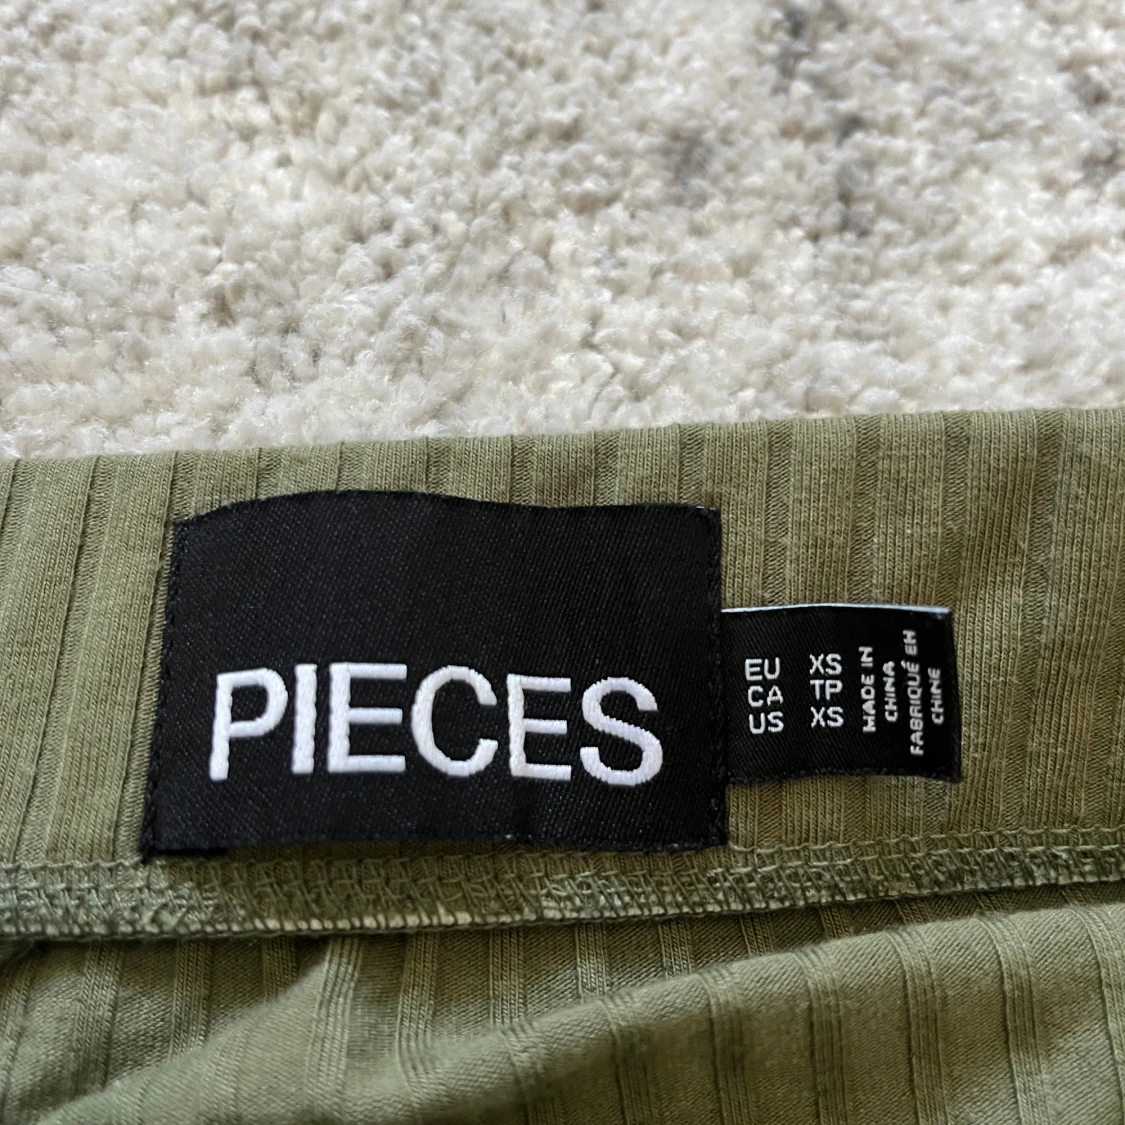 PIECES
EU XS
CA TP
US XS
MADE IN
CHINA
FABRIQUÉ EN
CHINE